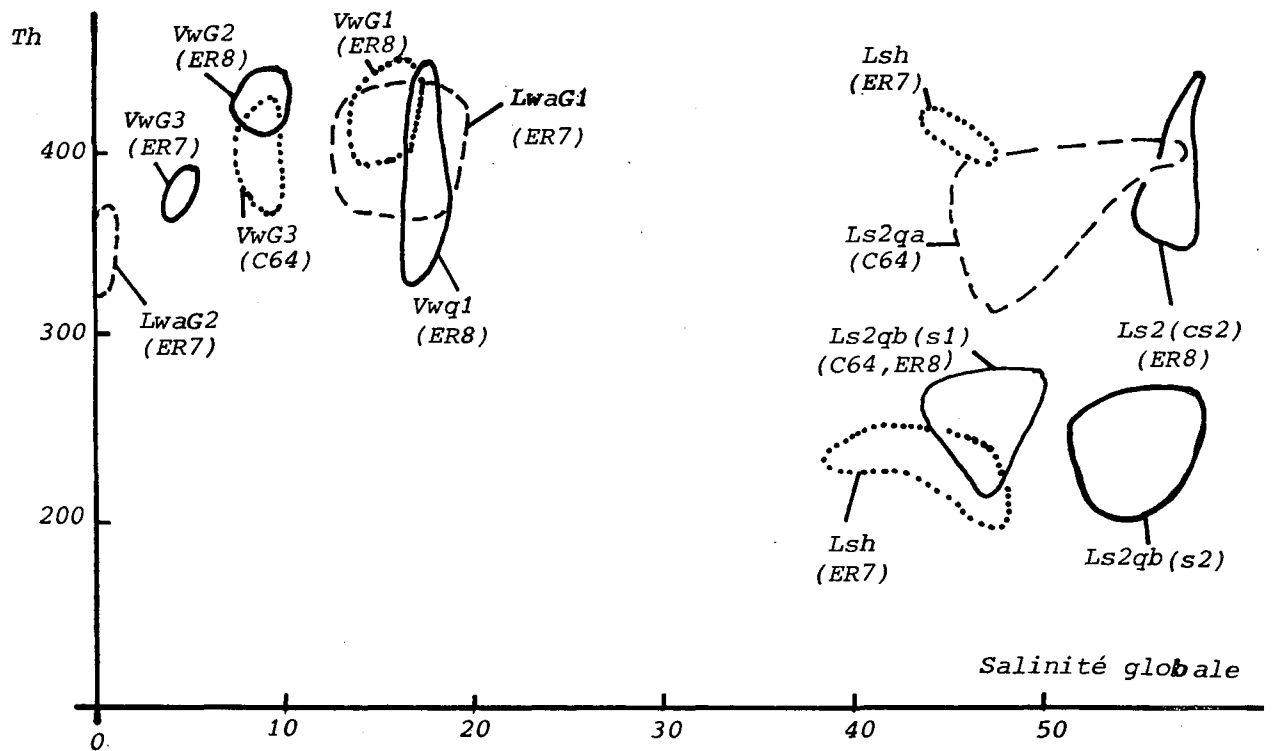 Th
VwG2
(ER8)
VwG1
(ER8)
Lsh
(ER7)
LwaG1
(ER7)
VwG3
(ER7)
400
VwG3
(C64)
Ls2qa
(C64)
LwaG2
(ER7)
Vwq1
(ER8)
300
Ls2qb(s1)
(C64,ER8)
Ls2(cs2)
(ER8)
200
Lsh
(ER7)
Ls2qb(s2)
Salinité globale
0
10
20
30
40
50